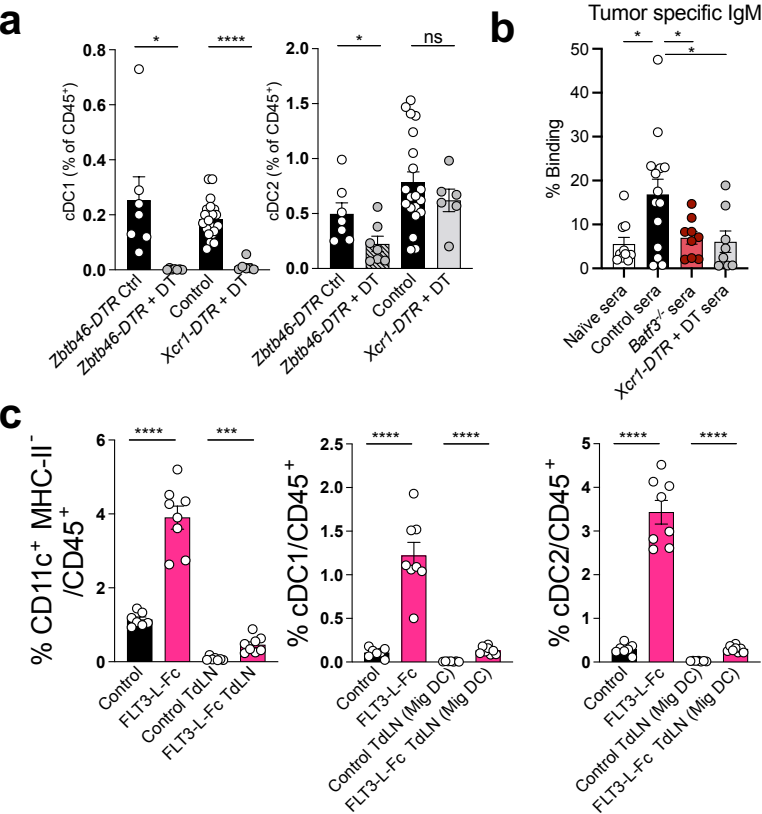 a
cDC1 (% of CD45+)
0.8
0.6
0.4
0.2
0.0
*
****
Zbtb46-DTR Ctrl
Zbtb46-DTR + DT
Control
Xcr1-DTR + DT
cDC2 (% of CD45+)
2.0
1.5
1.0
0.5
0.0
*
ns
Zbtb46-DTR Ctrl
Zbtb46-DTR + DT
Control
Xcr1-DTR + DT
b
Tumor specific IgM
% Binding
50
40
30
20
10
0
*
*
*
Naïve sera
Control sera
Batf3-/- sera
Xcr1-DTR + DT sera
c
% CD11c+ MHC-II-
/CD45+
6
4
2
0
****
***
Control
FLT3-L-Fc
Control TdLN
FLT3-L-Fc TdLN
% cDC1/CD45+
2.5
2.0
1.5
1.0
0.5
0.0
****
****
Control
FLT3-L-Fc
Control TdLN (Mig DC)
FLT3-L-Fc TdLN (Mig DC)
% cDC2/CD45+
5
4
3
2
1
0
****
****
Control
FLT3-L-Fc
Control TdLN (Mig DC)
FLT3-L-Fc TdLN (Mig DC)